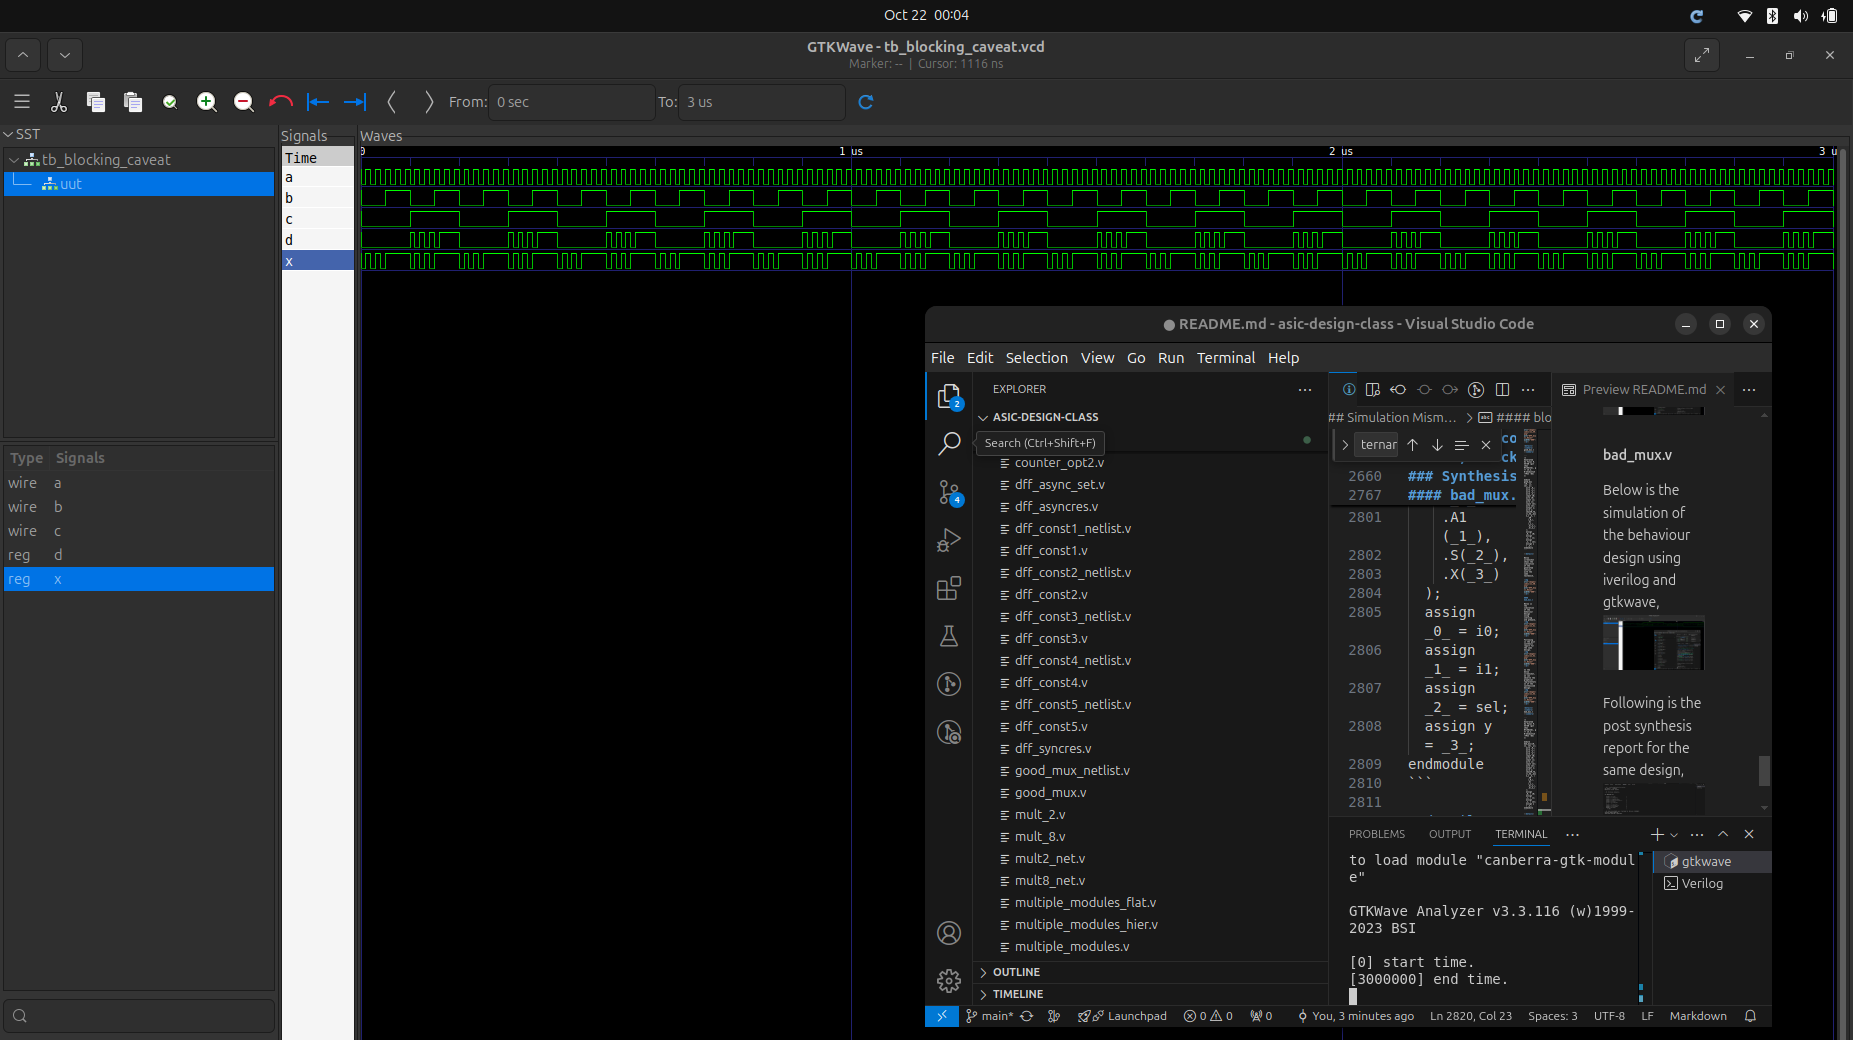 Oct 22  00:04
GTKWave - tb_blocking_caveat.vcd
Marker: --  |  Cursor: 1116 ns
From: 0 sec
To: 3 us
SST
tb_blocking_caveat
uut
Type Signals
wire a
wire b
wire c
reg d
reg x
Signals
Time
a
b
c
d
x
Waves
0 1 us 2 us 3 u
README.md - asic-design-class - Visual Studio Code
File Edit Selection View Go Run Terminal Help
EXPLORER
ASIC-DESIGN-CLASS
Search (Ctrl+Shift+F)
counter_opt2.v
dff_async_set.v
dff_asyncres.v
dff_const1_netlist.v
dff_const1.v
dff_const2_netlist.v
dff_const2.v
dff_const3_netlist.v
dff_const3.v
dff_const4_netlist.v
dff_const4.v
dff_const5_netlist.v
dff_const5.v
dff_syncres.v
good_mux_netlist.v
good_mux.v
mult_2.v
mult_8.v
mult2_net.v
mult8_net.v
multiple_modules_flat.v
multiple_modules_hier.v
multiple_modules.v
OUTLINE
TIMELINE
2
4
## Simulation Mism... > #### blo
ternar
co
ck
2660 ### Synthesis
2767 #### bad_mux.
2801 .A1
(_1_),
2802 .S(_2_),
2803 .X(_3_)
2804 );
2805 assign
_0_ = i0;
2806 assign
_1_ = i1;
2807 assign
_2_ = sel;
2808 assign y
= _3_;
2809 endmodule
2810 ```
2811
Preview README.md
bad_mux.v
Below is the
simulation of
the behaviour
design using
iverilog and
gtkwave,
Following is the
post synthesis
report for the
same design,
PROBLEMS OUTPUT TERMINAL
to load module "canberra-gtk-modul
e"
GTKWave Analyzer v3.3.116 (w)1999-
2023 BSI
[0] start time.
[3000000] end time.
gtkwave
Verilog
main* Launchpad 0 0 0 You, 3 minutes ago Ln 2820, Col 23 Spaces: 3 UTF-8 LF Markdown